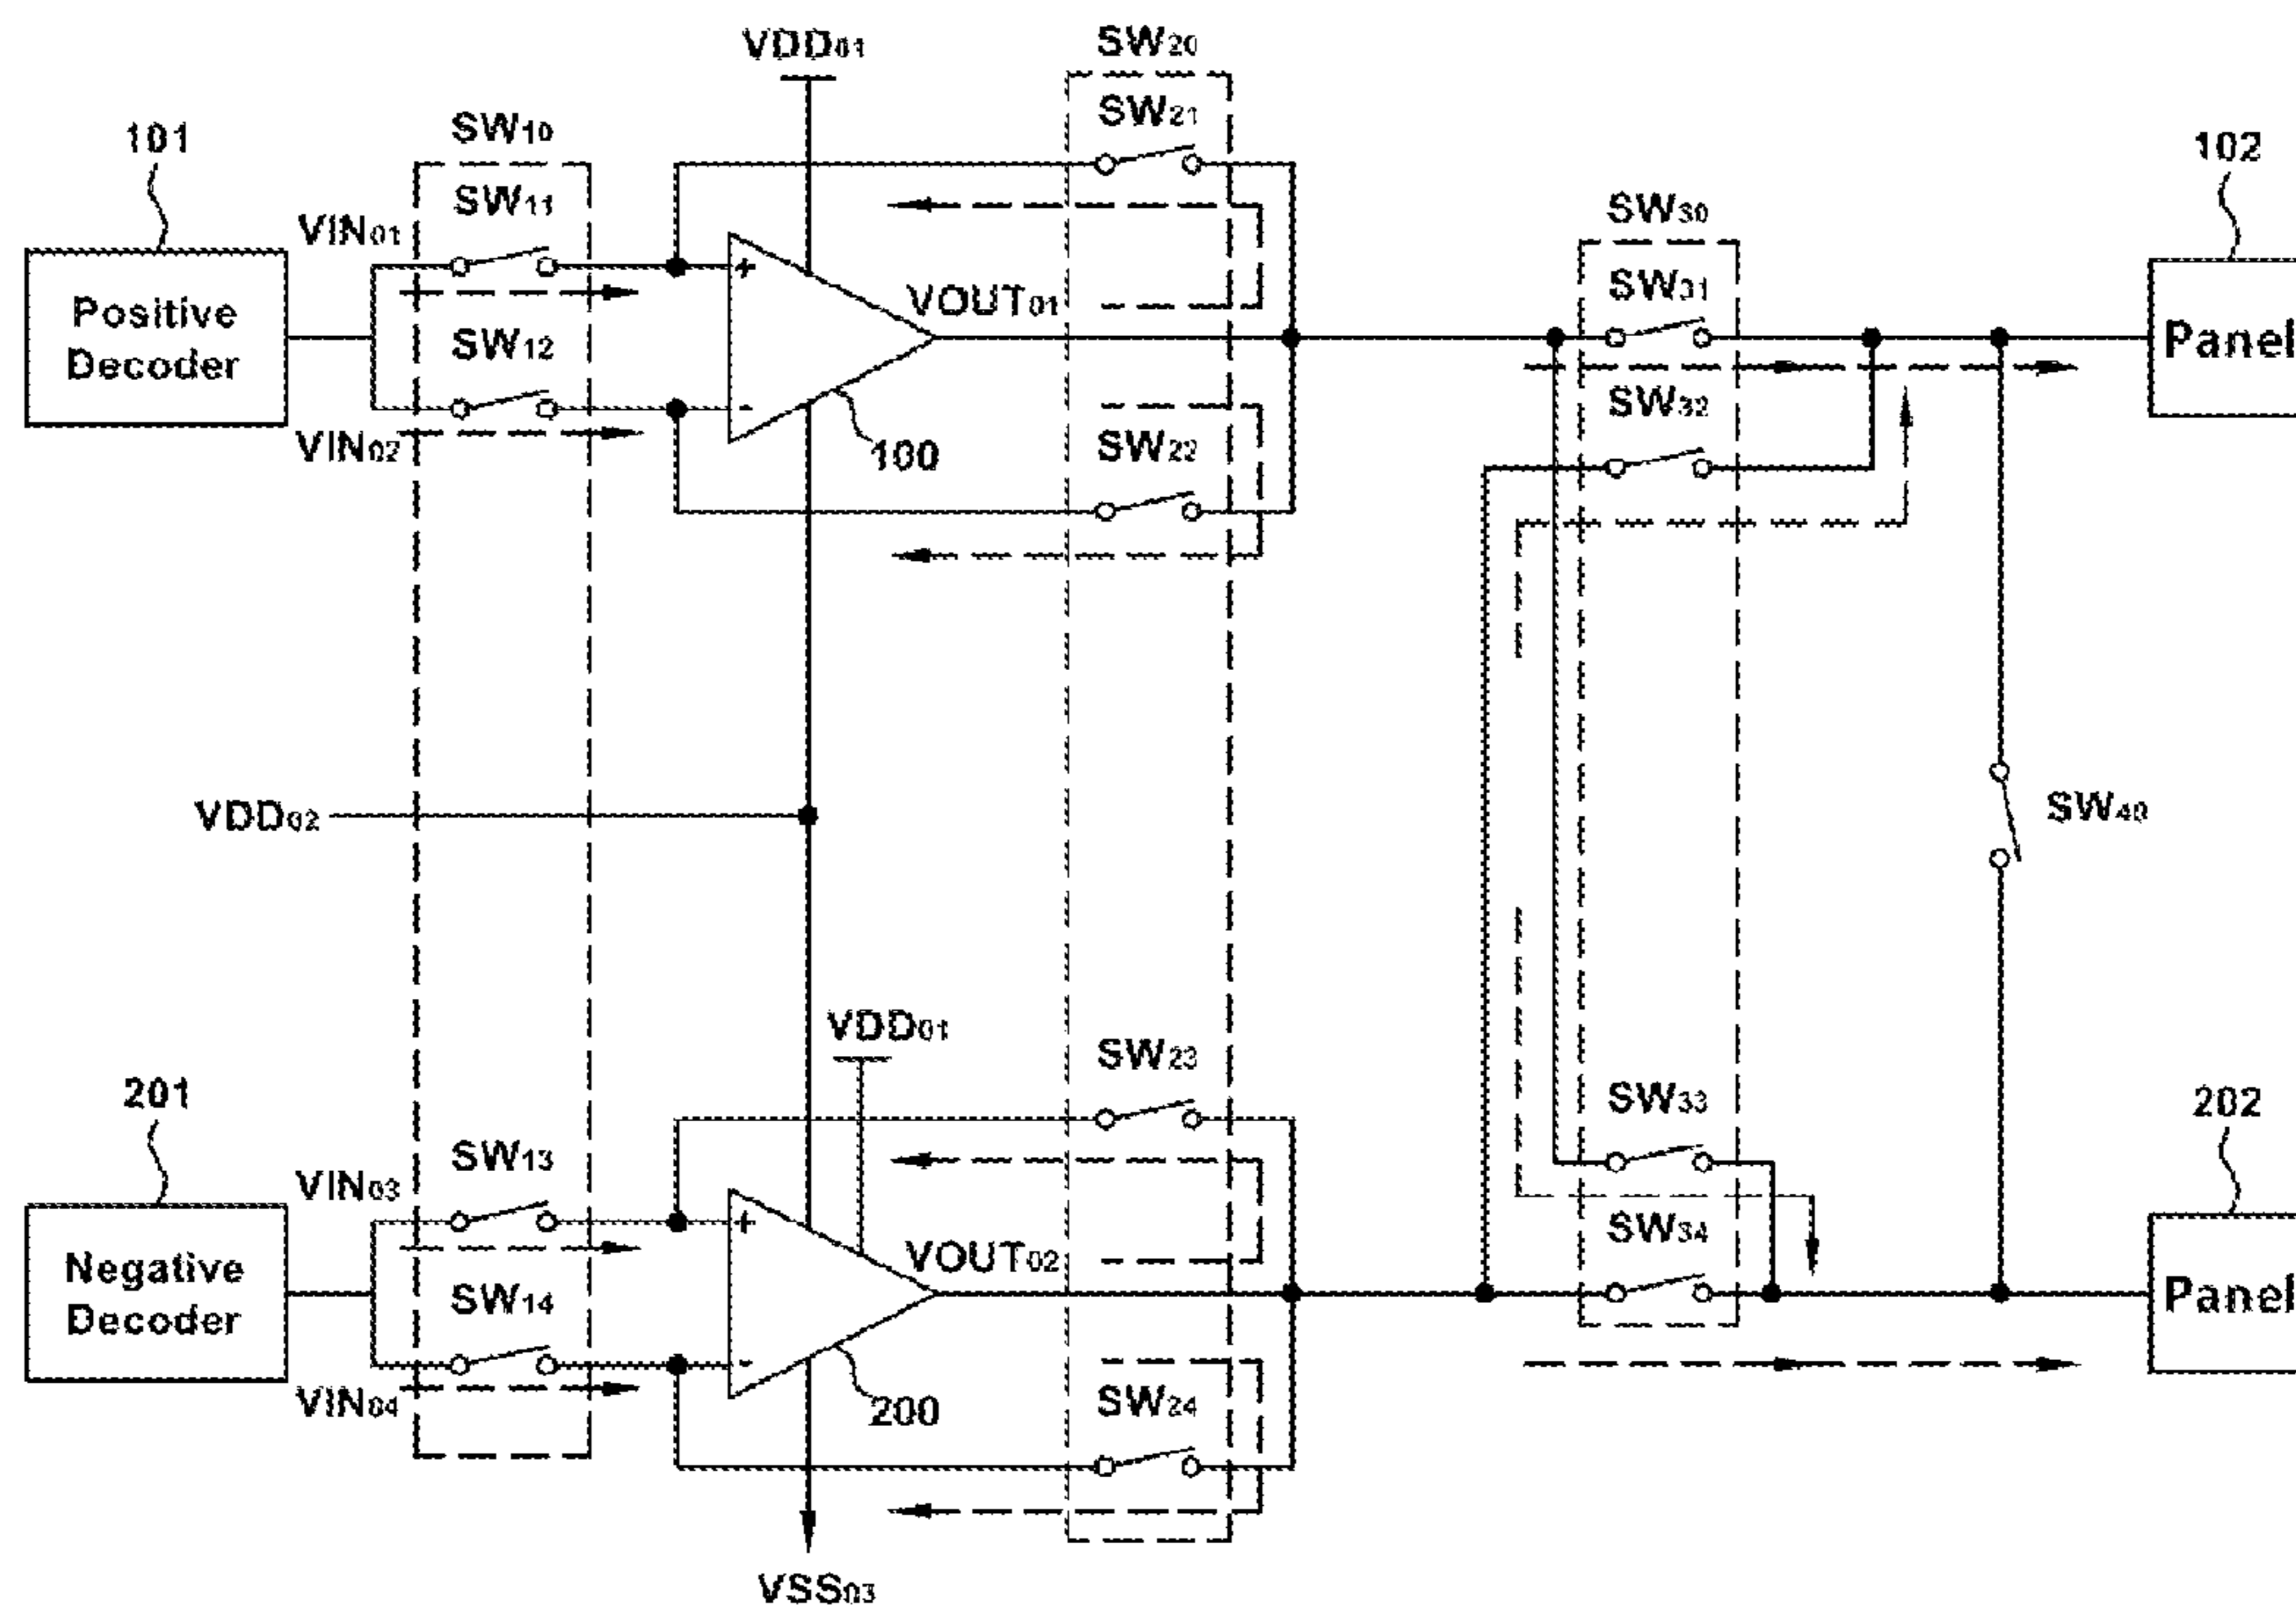 VDD01
SW20
SW21
101
SW10
SW11
102
VIN01
SW30
SW31
Positive
Decoder
SW12
VOUT01
Panel
VIN02
100
SW22
SW32
VDD02
SW40
VDD01
SW23
201
SW13
SW33
202
VIN03
SW34
Negative
Decoder
SW14
VOUT02
Panel
VIN04
200
SW24
VSS03
+
-
+
-